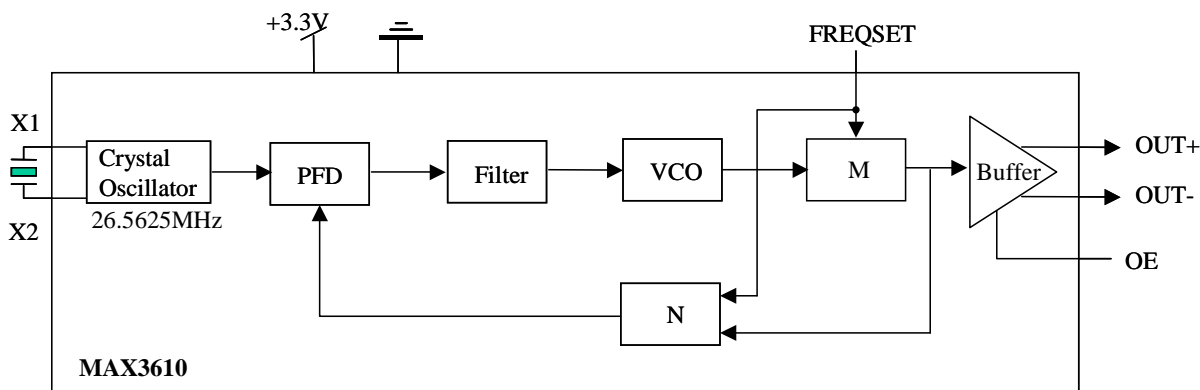 +3.3V
FREQSET
X1
Crystal
Oscillator
26.5625MHz
X2
PFD
Filter
VCO
M
Buffer
OUT+
OUT-
OE
N
MAX3610